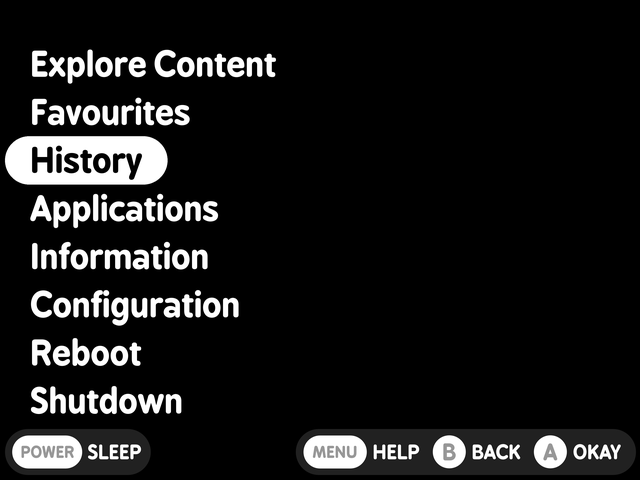 Explore Content
Favourites
History
Applications
Information
Configuration
Reboot
Shutdown
POWER SLEEP MENU HELP B BACK A OKAY